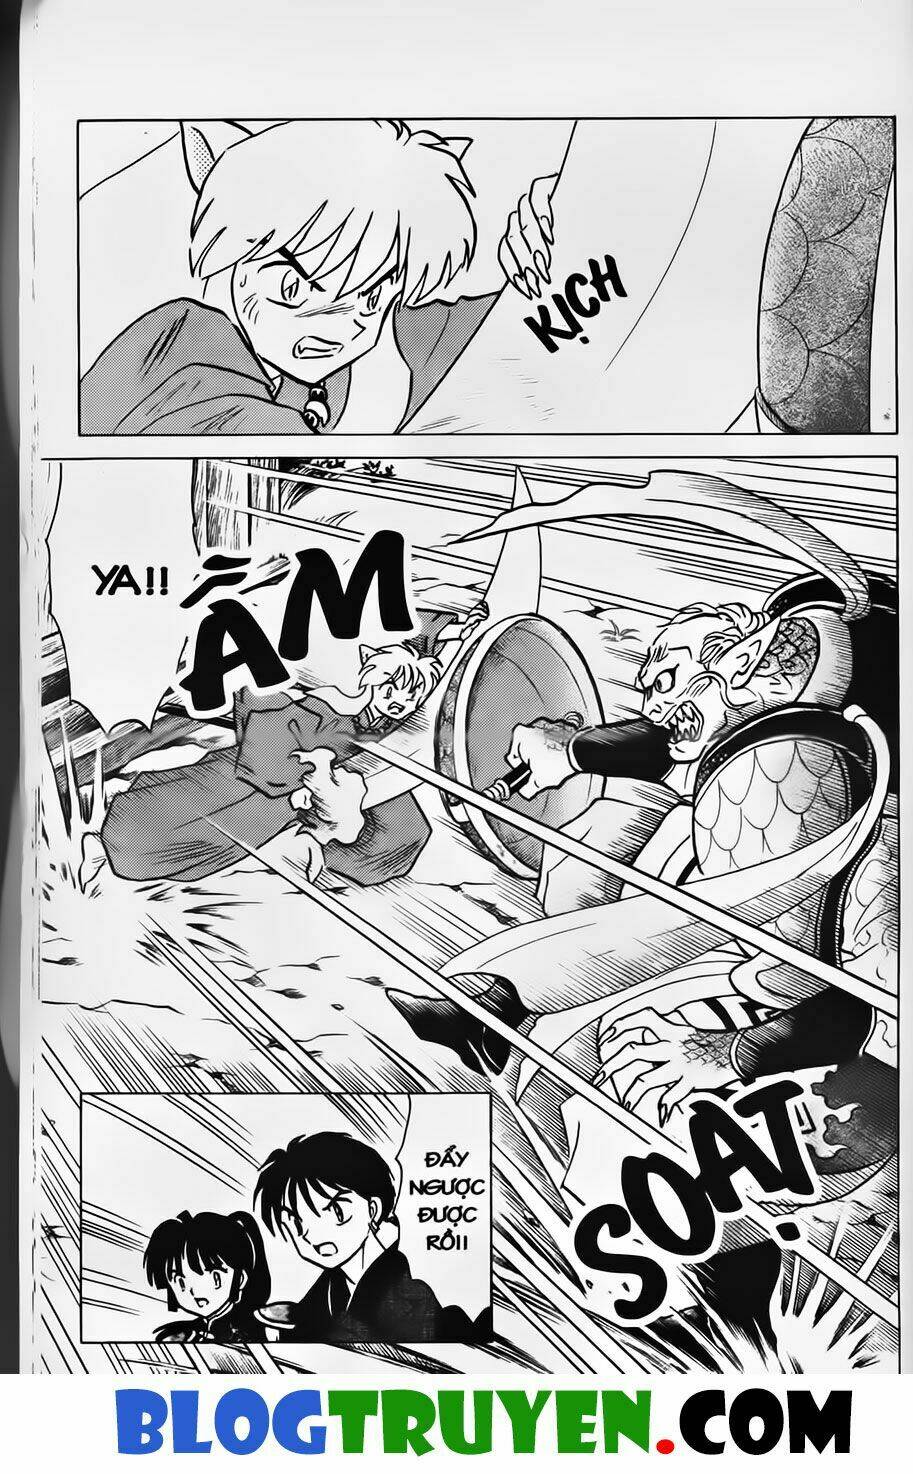 KỊCH
YA!!
ẦM
SOẠT
ĐẨY
NGƯỢC
ĐƯỢC
RỒI!
BLOGTRUYEN.COM